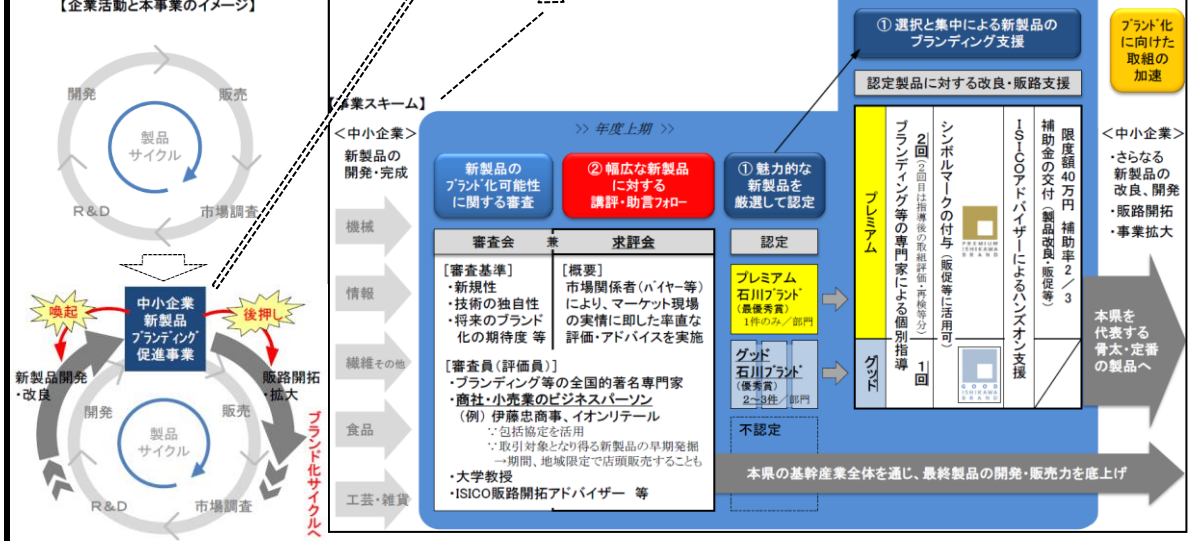 【企業活動と本事業のイメージ】
開発
販売
製品
サイクル
R&D
市場調査
喚起
中小企業
新製品
ブランディング
促進事業
後押し
新製品開発
・改良
販路開拓
・拡大
開発
販売
製品
サイクル
R&D
市場調査
ブランド化サイクルへ
【事業スキーム】
＜中小企業＞
新製品の
開発・完成
機械
情報
繊維その他
食品
工芸・雑貨
>> 年度上期 >>
新製品の
ブランド化可能性
に関する審査
② 幅広な新製品
に対する
講評・助言フォロー
① 魅力的な
新製品を
厳選して認定
審査会
兼
求評会
［審査基準］
・新規性
・技術の独自性
・将来のブランド
化の期待度 等
［概要］
市場関係者（バイヤー等）
により、マーケット現場
の実情に即した率直な
評価・アドバイスを実施
［審査員（評価員）］
・ブランディング等の全国的著名専門家
・商社・小売業のビジネスパーソン
（例）伊藤忠商事、イオンリテール
∵包括協定を活用
∵取引対象となり得る新製品の早期発掘
→期間、地域限定で店頭販売することも
・大学教授
・ISICO販路開拓アドバイザー 等
認定
プレミアム
石川ブランド
（最優秀賞）
1件のみ／部門
グッド
石川ブランド
（優秀賞）
2～3件／部門
不認定
① 選択と集中による新製品の
ブランディング支援
認定製品に対する改良・販路支援
プレミアム
グッド
ブランディング等の専門家による個別指導
2回（2回目は指導後の取組評価・再検等分）
1回
シンボルマークの付与（販促等に活用可）
PREMIUM
ISHIKAWA
BRAND
GOOD
ISHIKAWA
BRAND
ISICOアドバイザーによるハンズオン支援
補助金の交付（製品改良・販促等）
限度額40万円 補助率2／3
ブランド化
に向けた
取組の
加速
＜中小企業＞
・さらなる
新製品の
改良、開発
・販路開拓
・事業拡大
本県を
代表する
骨太・定番
の製品へ
本県の基幹産業全体を通じ、最終製品の開発・販売力を底上げ